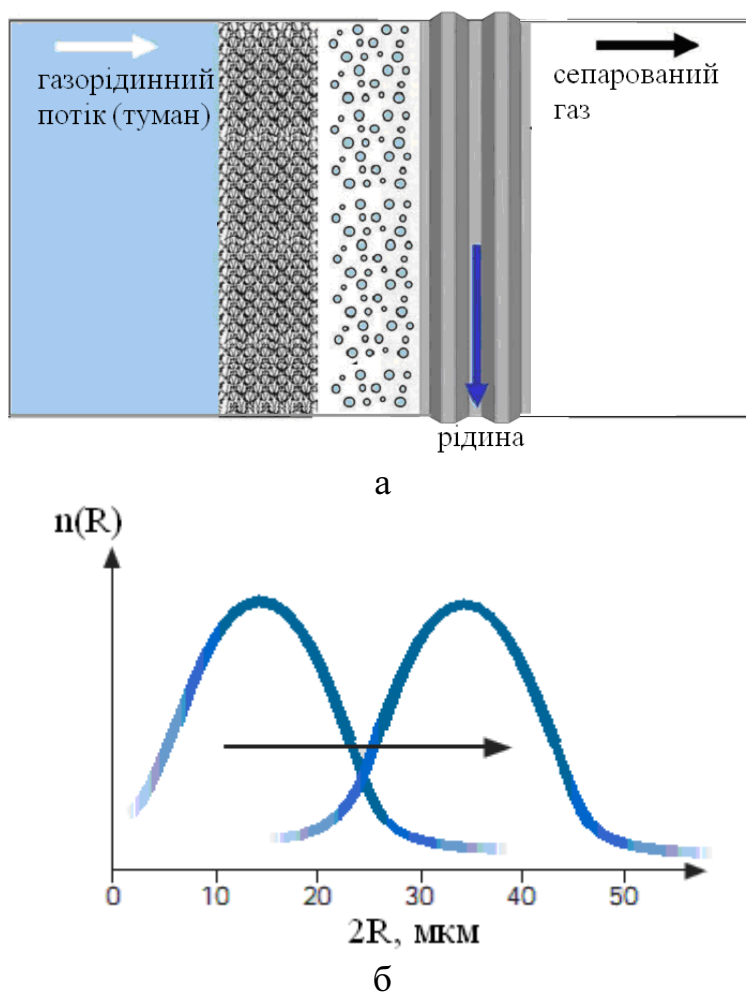 газорідинний
потік (туман)
сепарований
газ
рідина
а
n(R)
0 10 20 30 40 50
2R, мкм
б